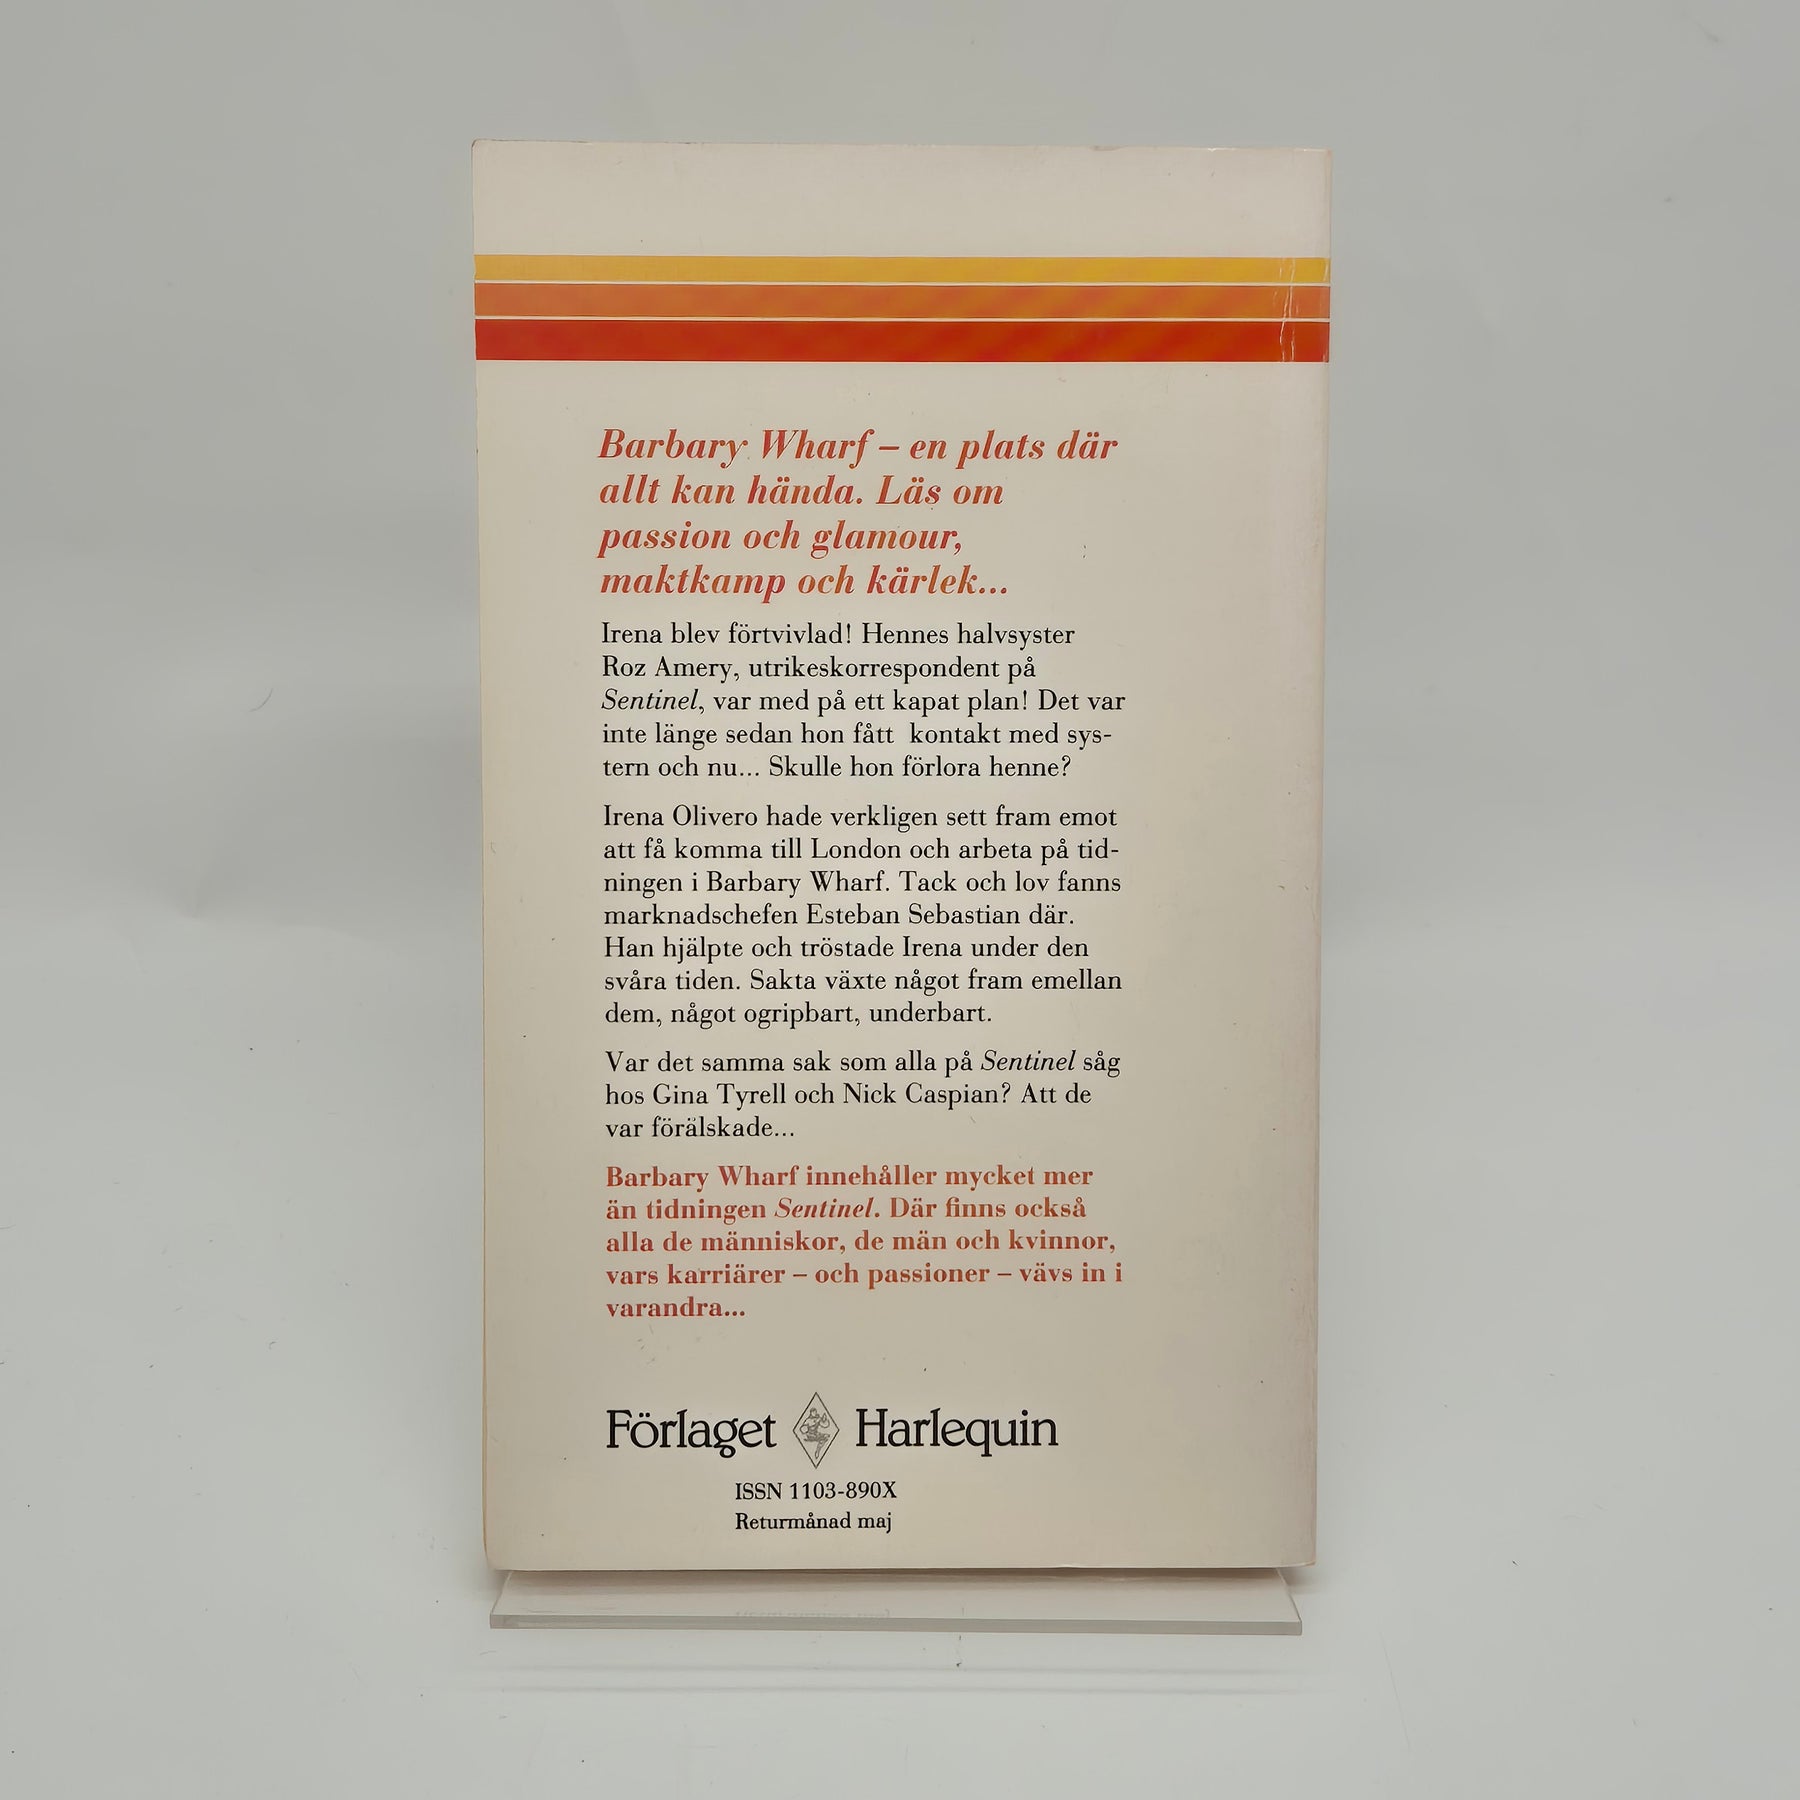 Barbary Wharf – en plats där
allt kan hända. Läs om
passion och glamour,
maktkamp och kärlek...
Irena blev förtvivlad! Hennes halvsyster
Roz Amery, utrikeskorrespondent på
Sentinel, var med på ett kapat plan! Det var
inte länge sedan hon fått kontakt med sys-
tern och nu... Skulle hon förlora henne?
Irena Olivero hade verkligen sett fram emot
att få komma till London och arbeta på tid-
ningen i Barbary Wharf. Tack och lov fanns
marknadschefen Esteban Sebastian där.
Han hjälpte och tröstade Irena under den
svåra tiden. Sakta växte något fram emellan
dem, något ogripbart, underbart.
Var det samma sak som alla på Sentinel såg
hos Gina Tyrell och Nick Caspian? Att de
var förälskade...
Barbary Wharf innehåller mycket mer
än tidningen Sentinel. Där finns också
alla de människor, de män och kvinnor,
vars karriärer – och passioner – vävs in i
varandra...
Förlaget Harlequin
ISSN 1103-890X
Returmånad maj